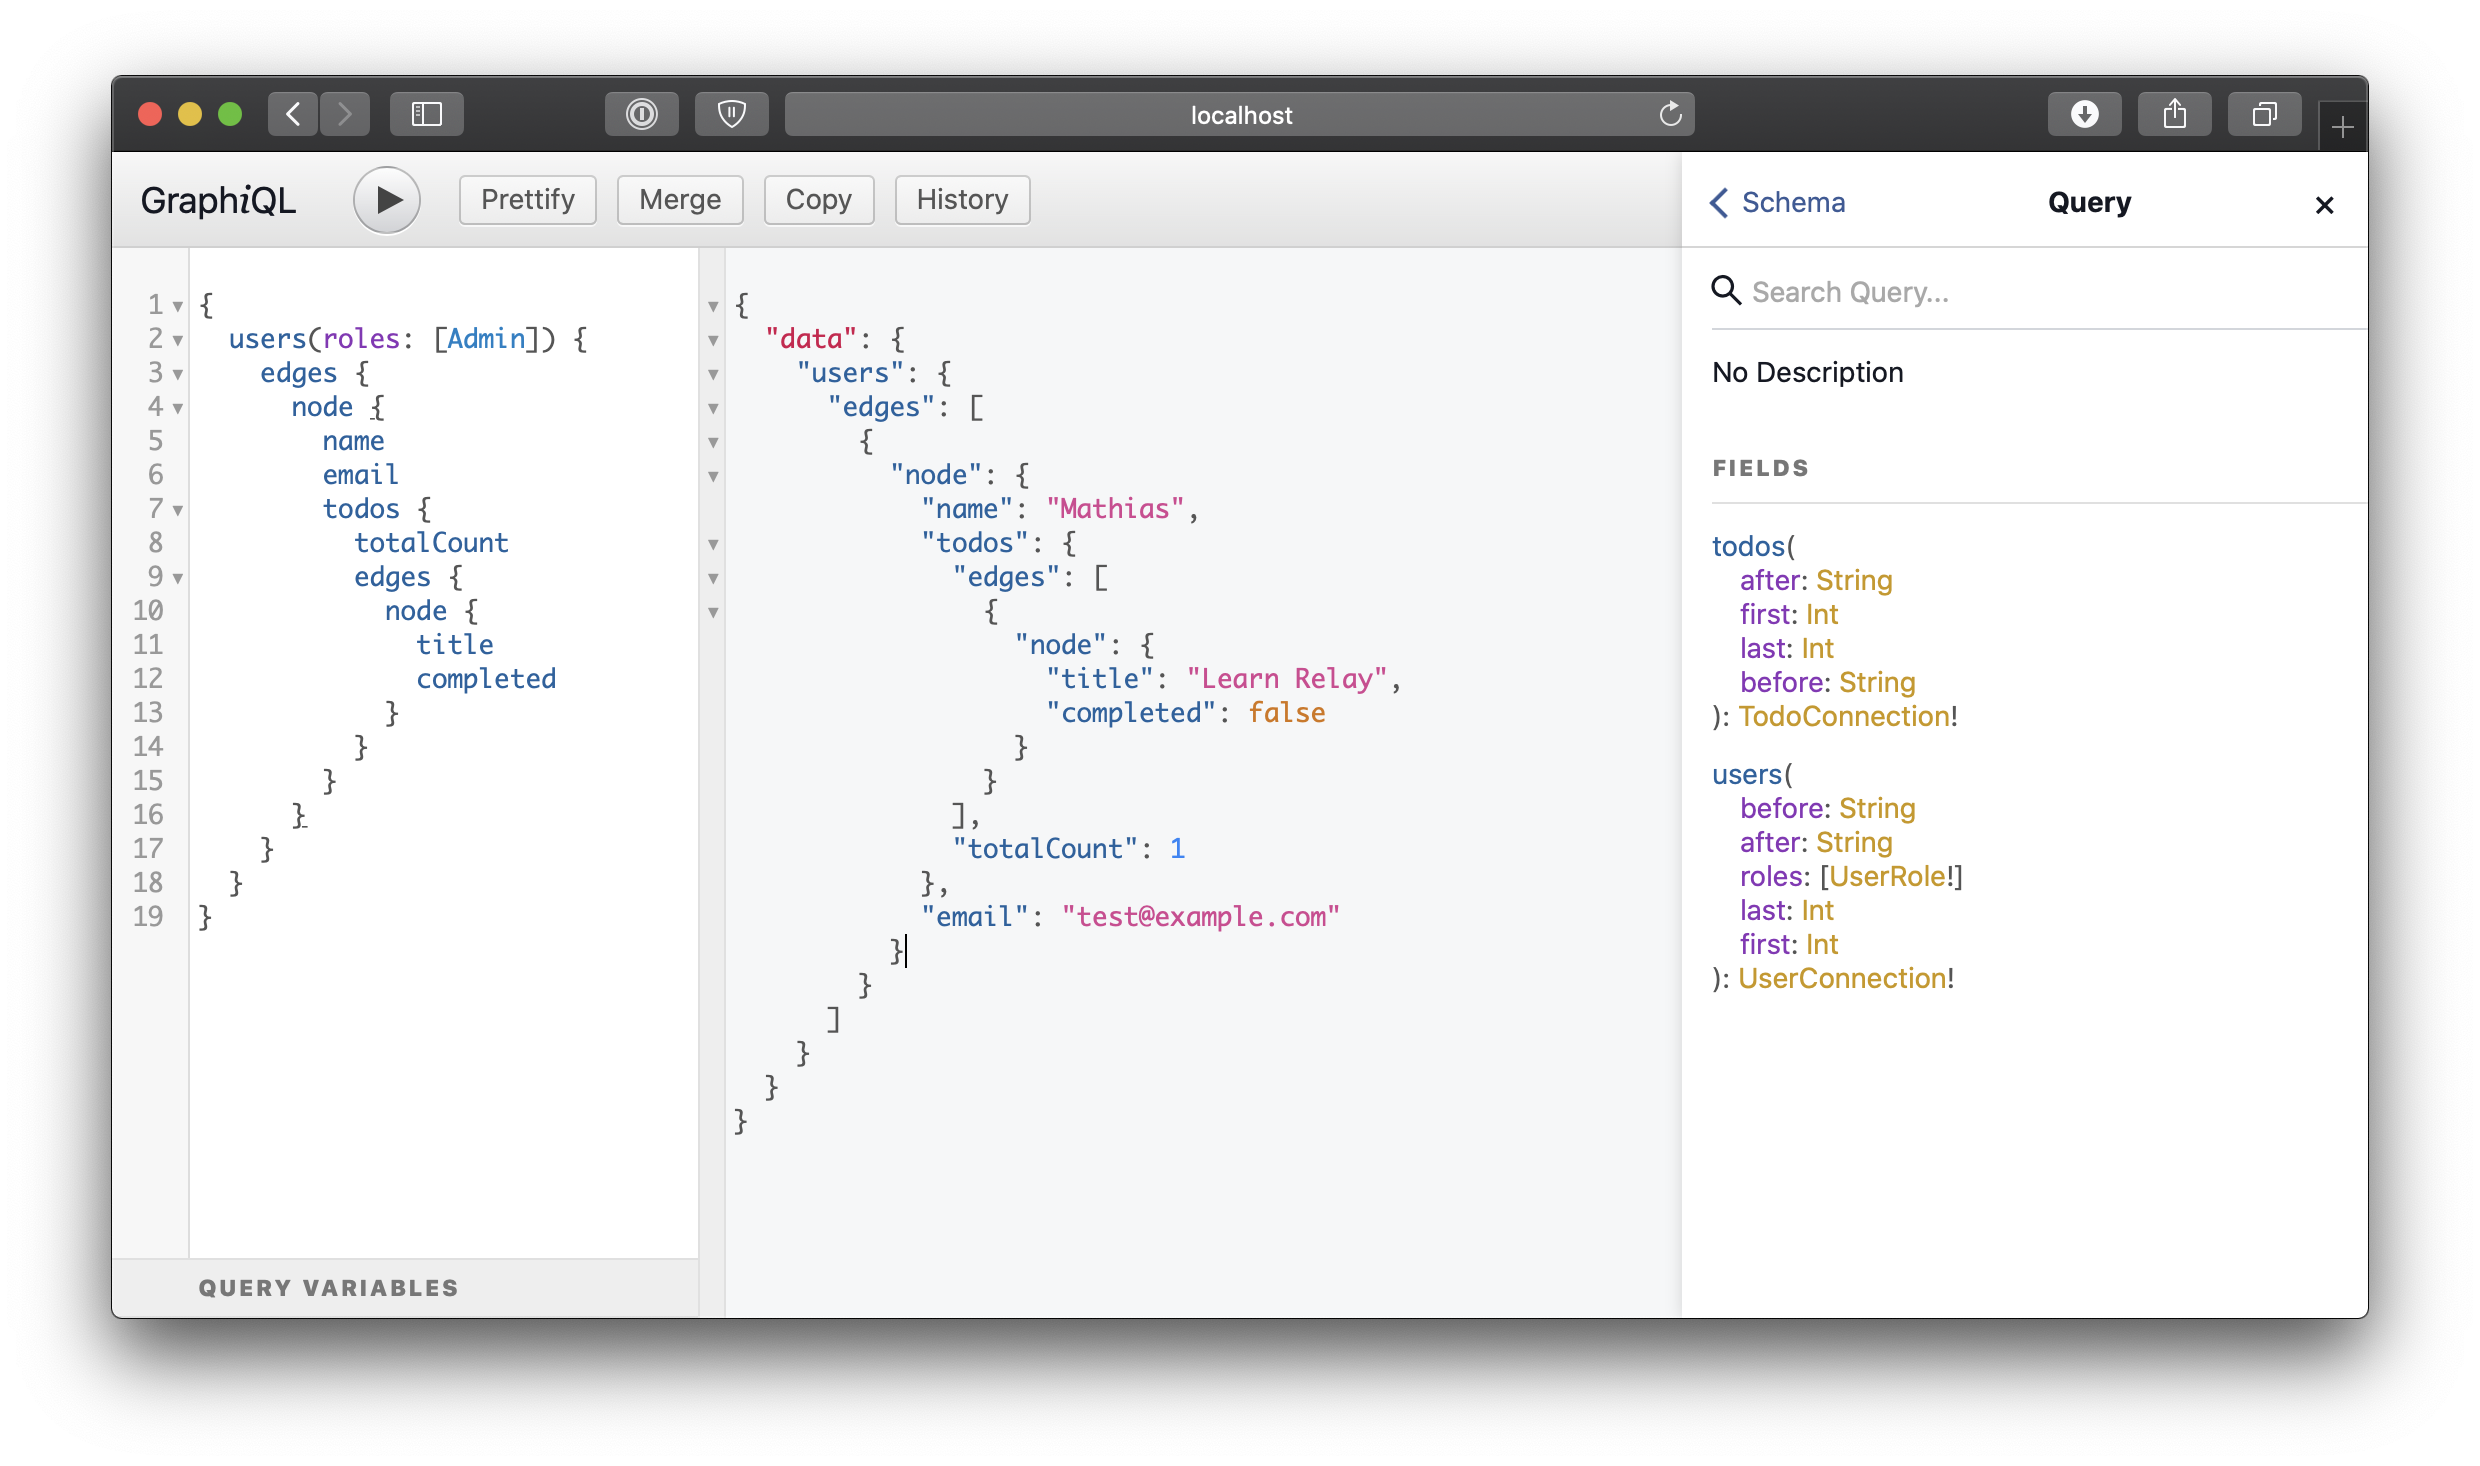 localhost
GraphiQL
Prettify
Merge
Copy
History
1 {
2   users(roles: [Admin]) {
3     edges {
4       node {
5         name
6         email
7         todos {
8           totalCount
9           edges {
10             node {
11               title
12               completed
13             }
14           }
15         }
16       }
17     }
18   }
19 }
QUERY VARIABLES
{
  "data": {
    "users": {
      "edges": [
        {
          "node": {
            "name": "Mathias",
            "todos": {
              "edges": [
                {
                  "node": {
                    "title": "Learn Relay",
                    "completed": false
                  }
                }
              ],
              "totalCount": 1
            },
            "email": "test@example.com"
          }
        }
      ]
    }
  }
}
Schema
Query
Search Query...
No Description
FIELDS
todos(
after: String
first: Int
last: Int
before: String
): TodoConnection!
users(
before: String
after: String
roles: [UserRole!]
last: Int
first: Int
): UserConnection!